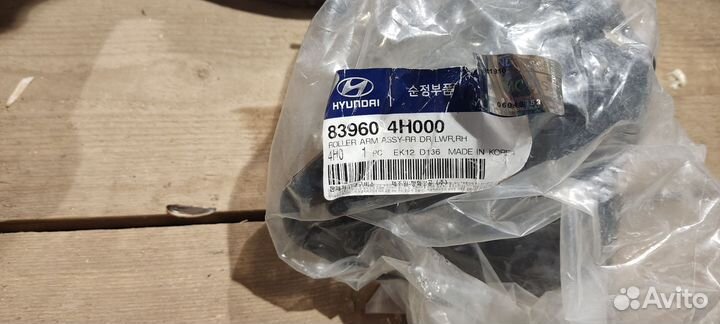 HYUNDAI
순정부품
83960 4H000
ROLLER ARM ASSY-RR DR LWR,RH
4H0 1 PC EK12 D136 MADE IN KOREA
Avito